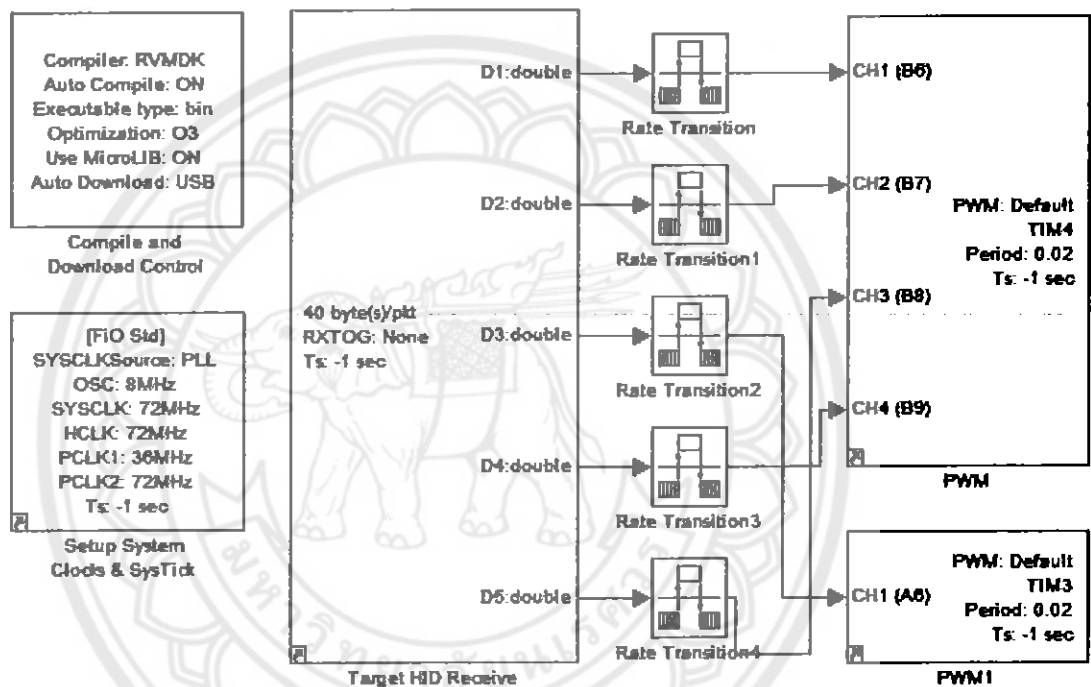 Compiler: RVMDK
Auto Compile: ON
Executable type: bin
Optimization: O3
Use MicroLIB: ON
Auto Download: USB
Compile and
Download Control
[FiO Std]
SYSCLKSource: PLL
OSC: 8MHz
SYSCLK: 72MHz
HCLK: 72MHz
PCLK1: 36MHz
PCLK2: 72MHz
Ts: -1 sec
Setup System
Clocks & SysTick
40 byte(s)/pkt
RXTOG: None
Ts: -1 sec
D1:double
D2:double
D3:double
D4:double
D5:double
Target HID Receive
Rate Transition
Rate Transition1
Rate Transition2
Rate Transition3
Rate Transition4
CH1 (B6)
CH2 (B7)
CH3 (B8)
CH4 (B9)
PWM: Default
TIM4
Period: 0.02
Ts: -1 sec
PWM
CH1 (A6)
PWM: Default
TIM3
Period: 0.02
Ts: -1 sec
PWM1